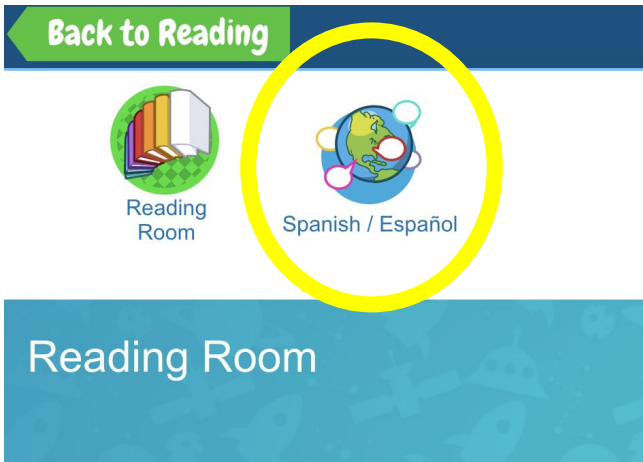 Back to Reading
Reading
Room
Spanish / Español
Reading Room